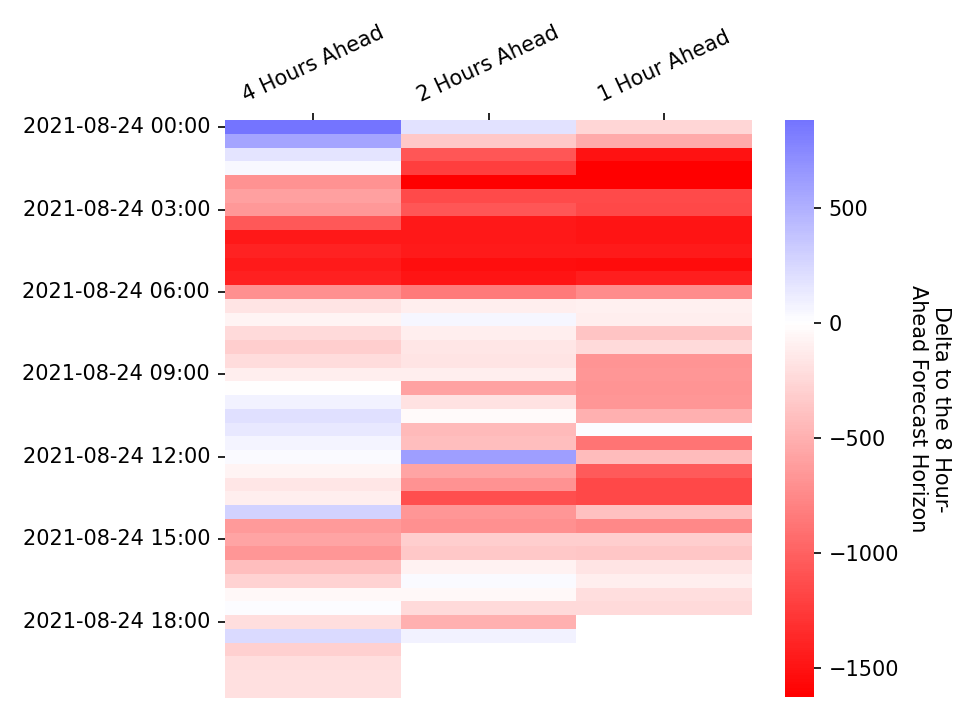 4 Hours Ahead
2 Hours Ahead
1 Hour Ahead
2021-08-24 00:00
2021-08-24 03:00
2021-08-24 06:00
2021-08-24 09:00
2021-08-24 12:00
2021-08-24 15:00
2021-08-24 18:00
500
0
−500
−1000
−1500
Delta to the 8 Hour-
Ahead Forecast Horizon